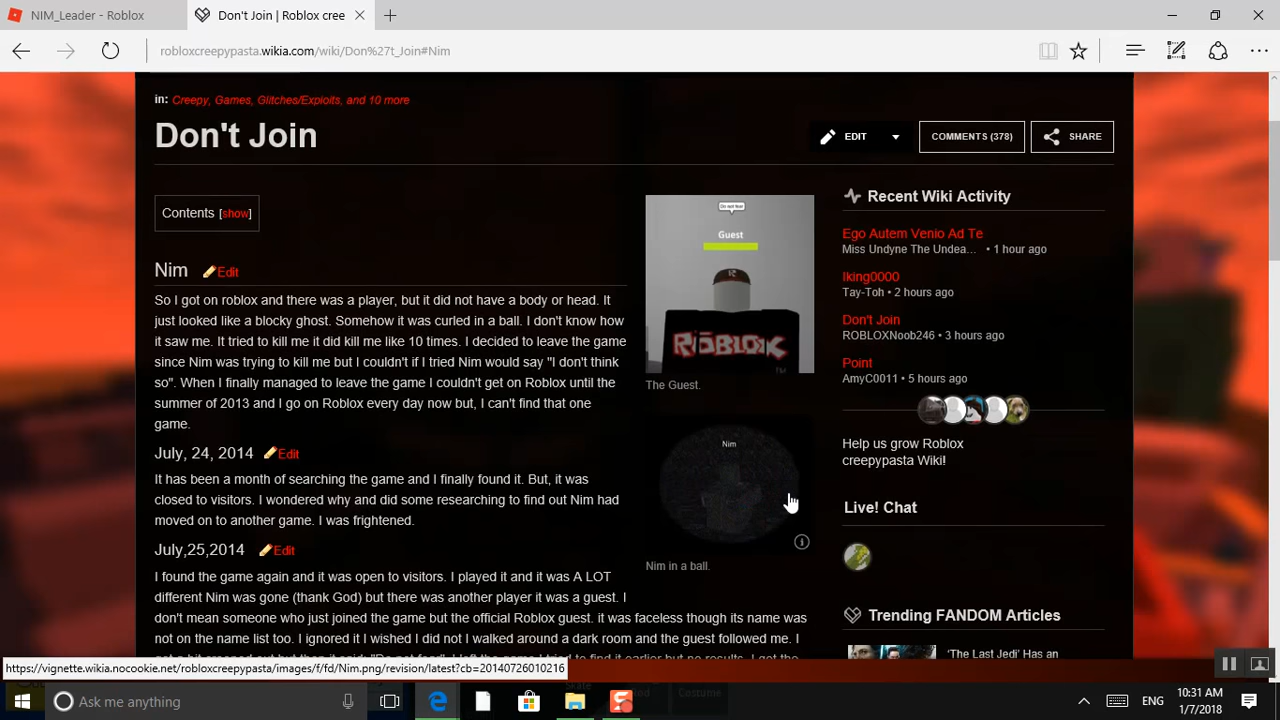 NIM_Leader - Roblox
Don't Join | Roblox cree
robloxcreepypasta.wikia.com/wiki/Don%27t_Join#Nim
in: Creepy, Games, Glitches/Exploits, and 10 more
Don't Join
EDIT
COMMENTS (378)
SHARE
Contents [show]
Do not fear
Guest
ROBLOX
TM
The Guest.
Nim Edit
So I got on roblox and there was a player, but it did not have a body or head. It
just looked like a blocky ghost. Somehow it was curled in a ball. I don't know how
it saw me. It tried to kill me it did kill me like 10 times. I decided to leave the game
since Nim was trying to kill me but I couldn't if I tried Nim would say "I don't think
so". When I finally managed to leave the game I couldn't get on Roblox until the
summer of 2013 and I go on Roblox every day now but, I can't find that one
game.
July, 24, 2014 Edit
It has been a month of searching the game and I finally found it. But, it was
closed to visitors. I wondered why and did some researching to find out Nim had
moved on to another game. I was frightened.
Nim
Nim in a ball.
July,25,2014 Edit
I found the game again and it was open to visitors. I played it and it was A LOT
different Nim was gone (thank God) but there was another player it was a guest. I
don't mean someone who just joined the game but the official Roblox guest. it was faceless though its name was
not on the name list too. I ignored it I wished I did not I walked around a dark room and the guest followed me. I
Recent Wiki Activity
Ego Autem Venio Ad Te
Miss Undyne The Undea... • 1 hour ago
Iking0000
Tay-Toh • 2 hours ago
Don't Join
ROBLOXNoob246 • 3 hours ago
Point
AmyC0011 • 5 hours ago
Help us grow Roblox
creepypasta Wiki!
Live! Chat
Trending FANDOM Articles
'The Last Jedi' Has an
https://vignette.wikia.nocookie.net/robloxcreepypasta/images/f/fd/Nim.png/revision/latest?cb=20140726010216
Ask me anything
Costume
ENG
10:31 AM
1/7/2018